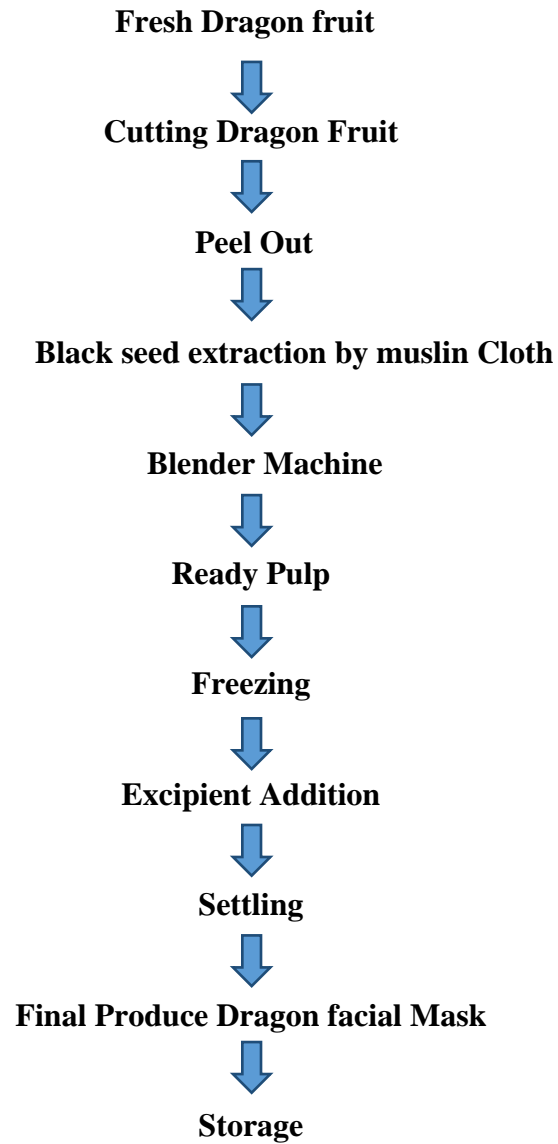 Fresh Dragon fruit
Cutting Dragon Fruit
Peel Out
Black seed extraction by muslin Cloth
Blender Machine
Ready Pulp
Freezing
Excipient Addition
Settling
Final Produce Dragon facial Mask
Storage